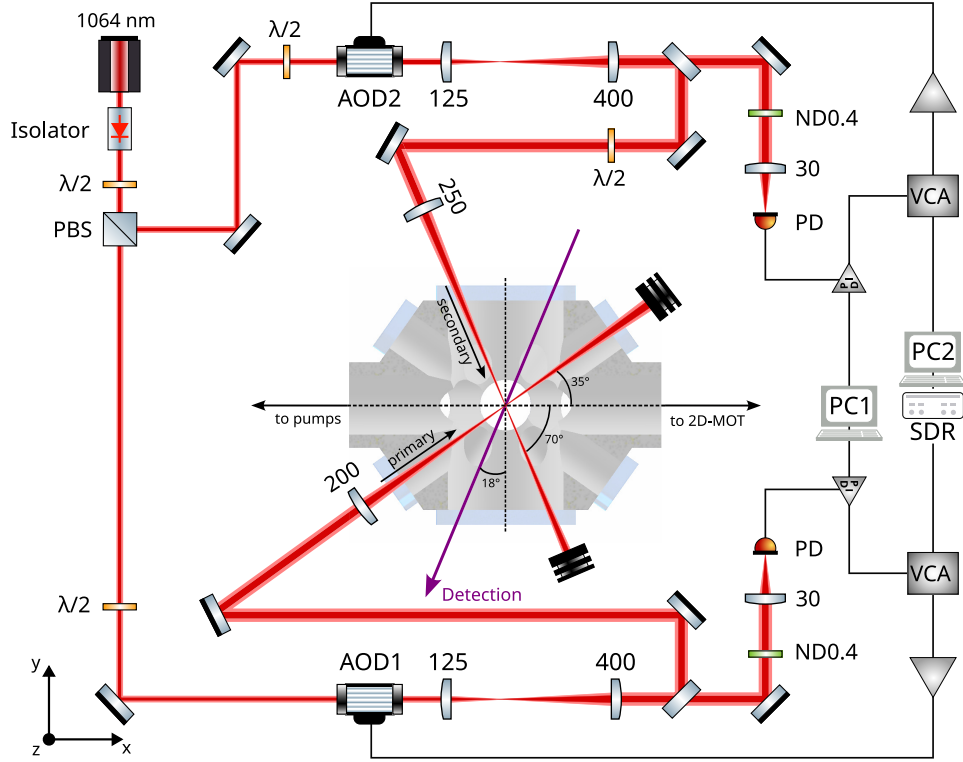 1064 nm
λ/2
AOD2
125
400
ND0.4
Isolator
30
λ/2
λ/2
250
VCA
PBS
PD
PI
D
secondary
35°
PC2
to pumps
to 2D-MOT
PC1
SDR
primary
70°
200
18°
PI
D
PD
VCA
Detection
λ/2
30
AOD1
125
400
ND0.4
y
z
x